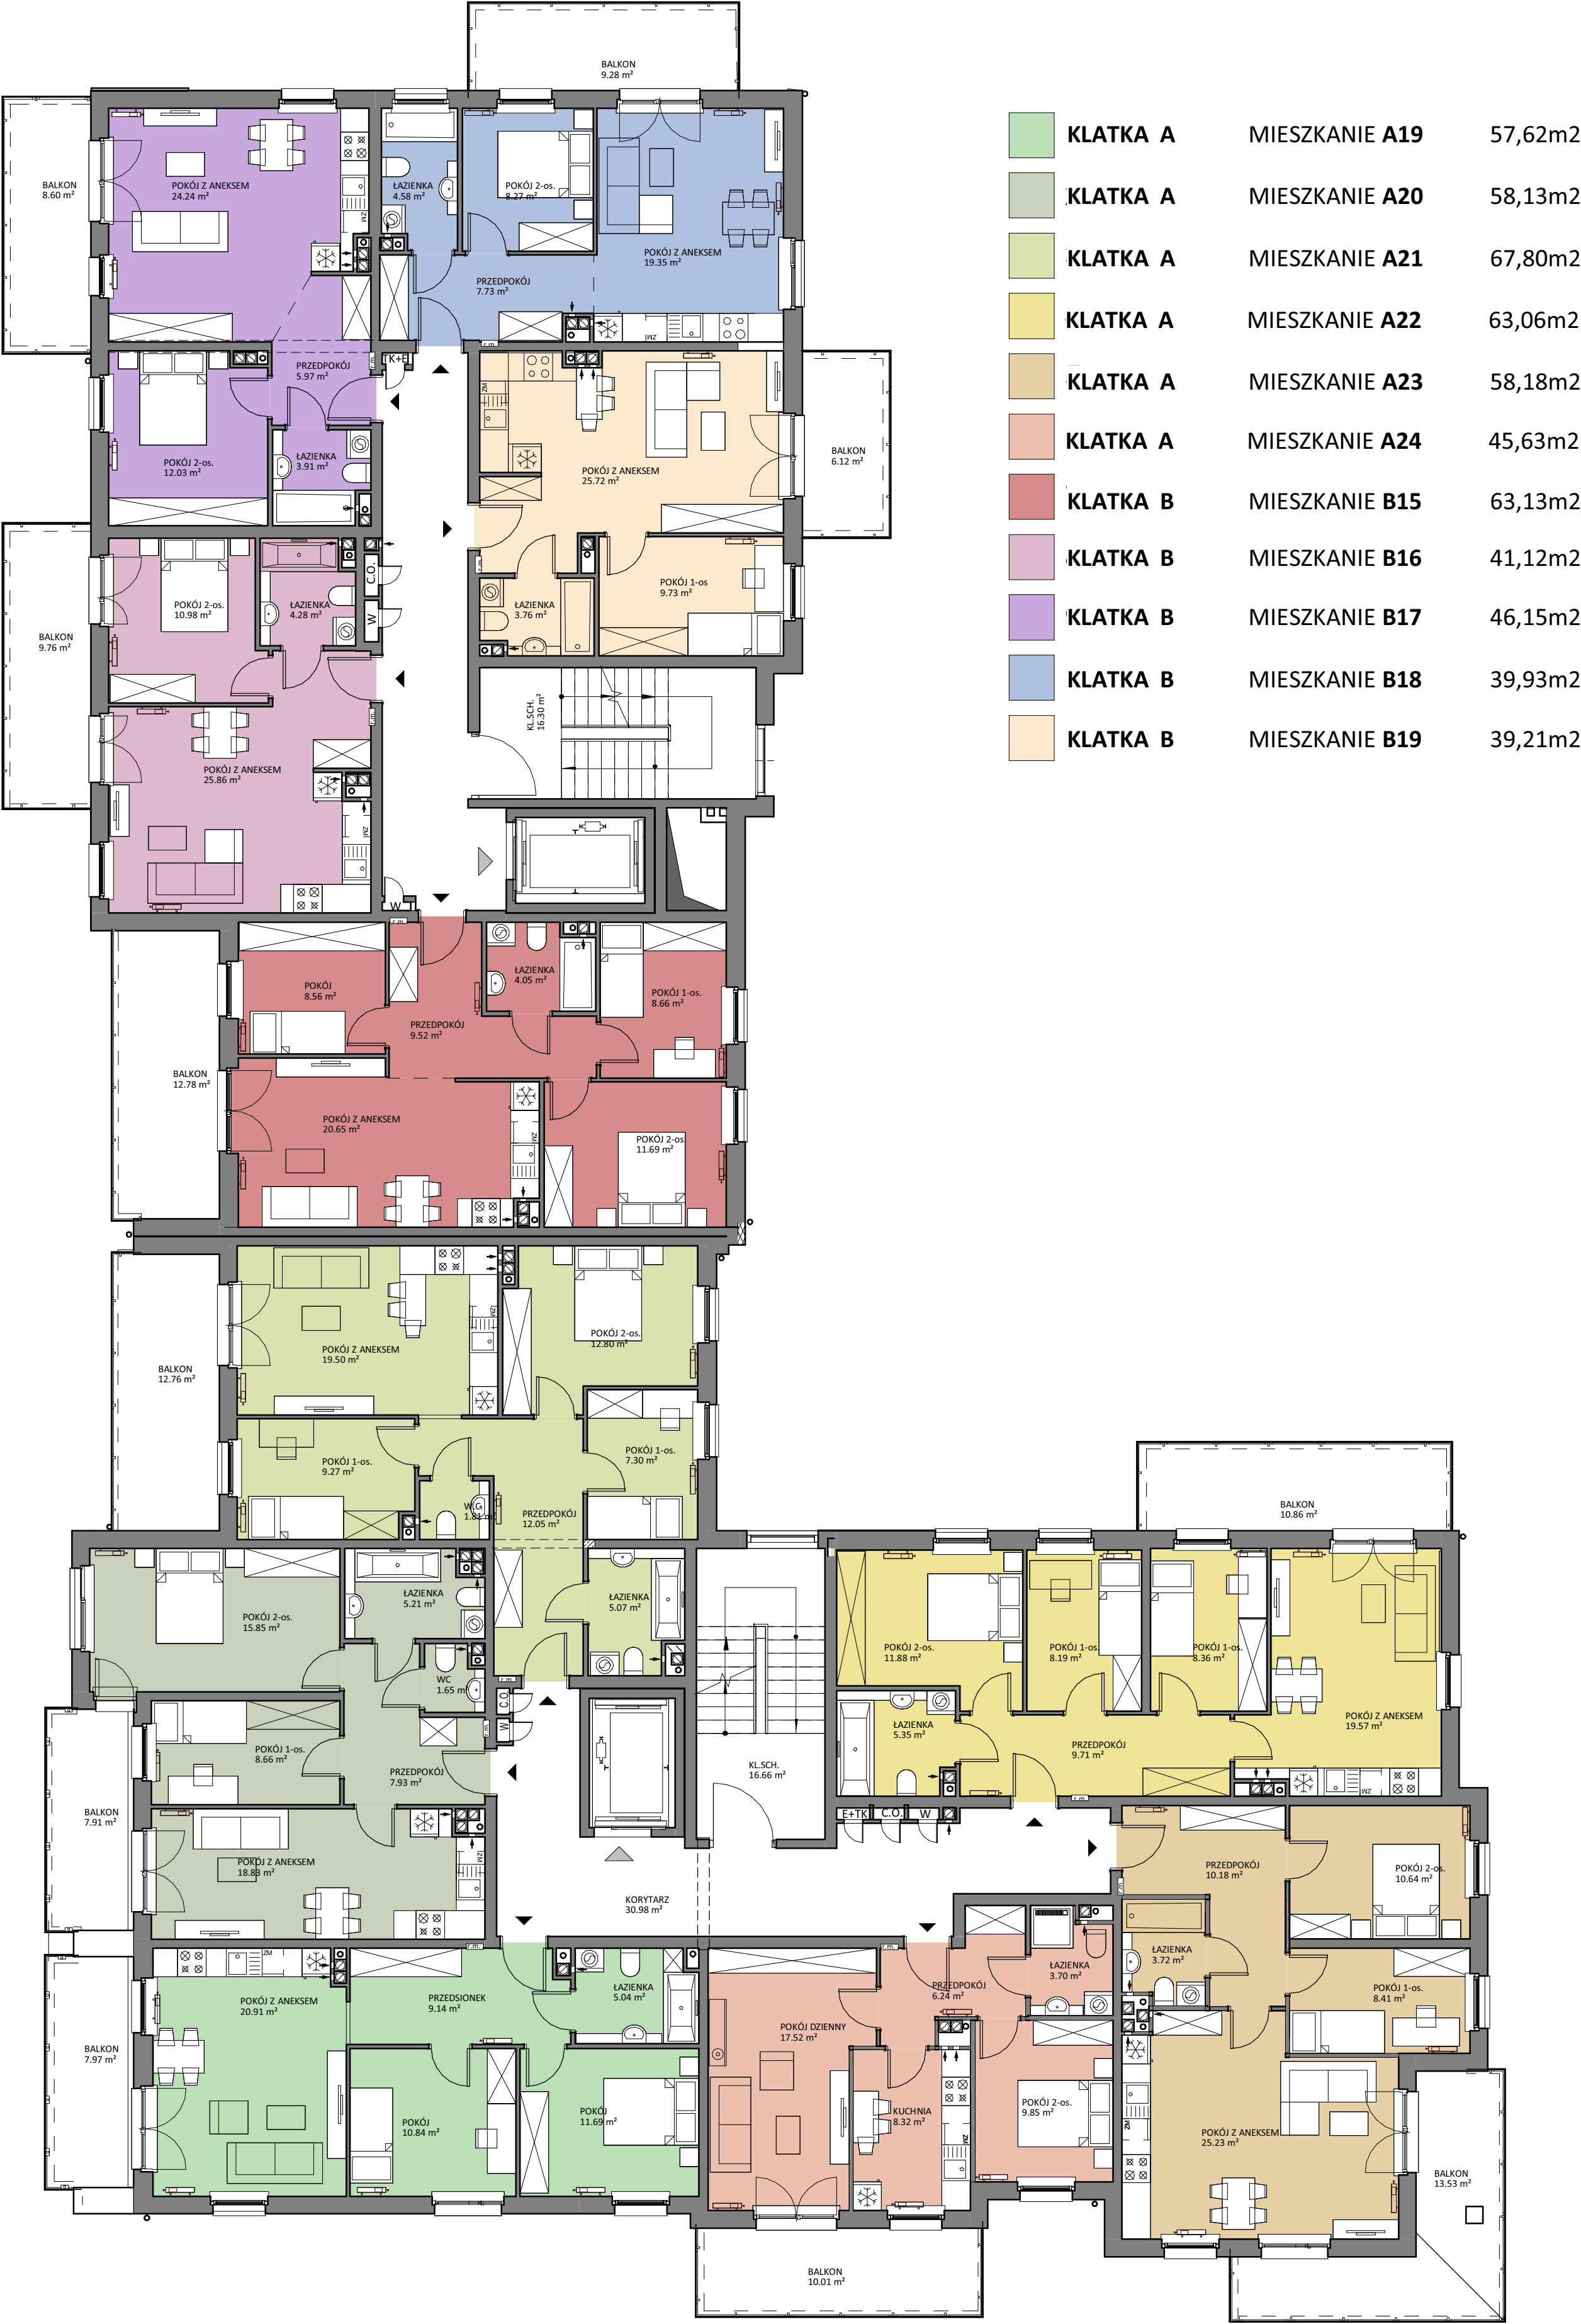 BALKON
9.28 m²
KLATKA A MIESZKANIE A19 57,62m2
KLATKA A MIESZKANIE A20 58,13m2
KLATKA A MIESZKANIE A21 67,80m2
KLATKA A MIESZKANIE A22 63,06m2
KLATKA A MIESZKANIE A23 58,18m2
KLATKA A MIESZKANIE A24 45,63m2
KLATKA B MIESZKANIE B15 63,13m2
KLATKA B MIESZKANIE B16 41,12m2
KLATKA B MIESZKANIE B17 46,15m2
KLATKA B MIESZKANIE B18 39,93m2
KLATKA B MIESZKANIE B19 39,21m2
BALKON
8.60 m²
POKÓJ Z ANEKSEM
24.24 m²
ZM
ŁAZIENKA
4.58 m²
POKÓJ 2-os.
8.27 m²
POKÓJ Z ANEKSEM
19.35 m²
PRZEDPOKÓJ
7.73 m²
ZM
r.m.
PRZEDPOKÓJ
5.97 m²
r.m.
TK+E
POKÓJ 2-os.
12.03 m²
ŁAZIENKA
3.91 m²
ZM
POKÓJ Z ANEKSEM
25.72 m²
BALKON
6.12 m²
r.m.
ŁAZIENKA
3.76 m²
POKÓJ 1-os
9.73 m²
BALKON
9.76 m²
POKÓJ 2-os.
10.98 m²
ŁAZIENKA
4.28 m²
C.O.
W
r.m.
POKÓJ Z ANEKSEM
25.86 m²
ZM
KL.SCH.
16.30 m²
W
r.m.
POKÓJ
8.56 m²
PRZEDPOKÓJ
9.52 m²
ŁAZIENKA
4.05 m²
POKÓJ 1-os.
8.66 m²
BALKON
12.78 m²
POKÓJ Z ANEKSEM
20.65 m²
ZM
POKÓJ 2-os
11.69 m²
BALKON
12.76 m²
POKÓJ Z ANEKSEM
19.50 m²
ZM
POKÓJ 2-os.
12.80 m²
POKÓJ 1-os.
9.27 m²
1.81 m²
PRZEDPOKÓJ
12.05 m²
POKÓJ 1-os.
7.30 m²
ŁAZIENKA
5.07 m²
r.m.
POKÓJ 2-os.
15.85 m²
ŁAZIENKA
5.21 m²
WC
1.65 m²
C.O
W
r.m.
POKÓJ 1-os.
8.66 m²
PRZEDPOKÓJ
7.93 m²
BALKON
7.91 m²
POKÓJ Z ANEKSEM
18.83 m²
ZM
KL.SCH.
16.66 m²
KORYTARZ
30.98 m²
BALKON
10.86 m²
POKÓJ 2-os.
11.88 m²
POKÓJ 1-os.
8.19 m²
POKÓJ 1-os.
8.36 m²
POKÓJ Z ANEKSEM
19.57 m²
ŁAZIENKA
5.35 m²
PRZEDPOKÓJ
9.71 m²
ZM
r.m.
E+TK
C.O.
W
PRZEDPOKÓJ
10.18 m²
POKÓJ 2-os.
10.64 m²
r.m.
ŁAZIENKA
3.72 m²
POKÓJ 1-os.
8.41 m²
POKÓJ Z ANEKSEM
25.23 m²
ZM
BALKON
13.53 m²
BALKON
7.97 m²
ZM
r.m.
POKÓJ Z ANEKSEM
20.91 m²
PRZEDSIONEK
9.14 m²
ŁAZIENKA
5.04 m²
POKÓJ
10.84 m²
POKÓJ
11.69 m²
r.m.
POKÓJ DZIENNY
17.52 m²
PRZEDPOKÓJ
6.24 m²
ŁAZIENKA
3.70 m²
KUCHNIA
8.32 m²
ZM
POKÓJ 2-os.
9.85 m²
BALKON
10.01 m²